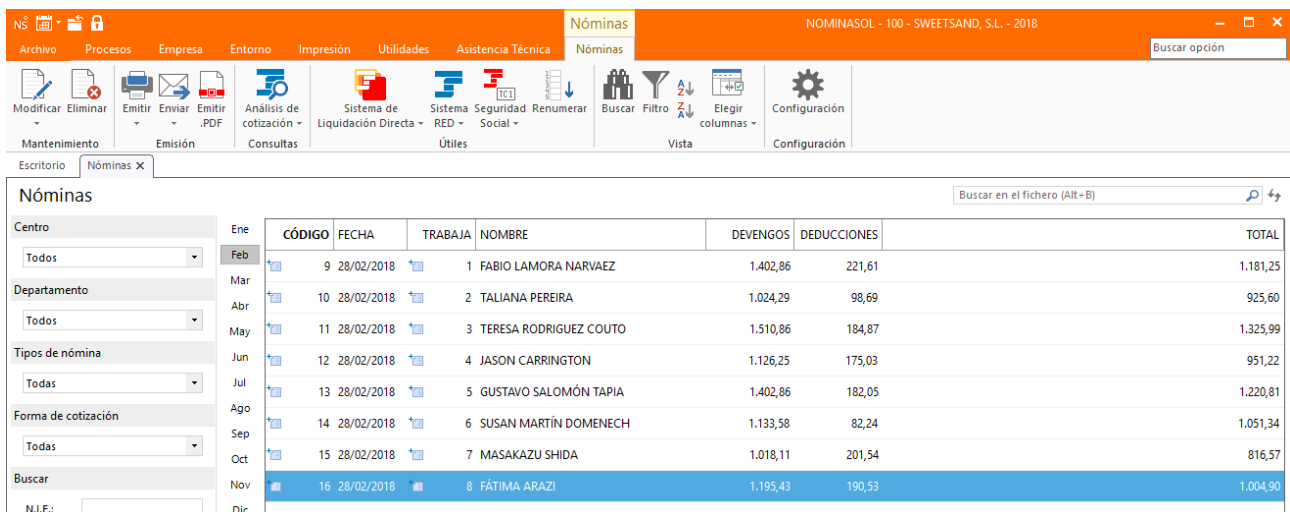 NS Nóminas NOMINASOL - 100 - SWEETSAND, S.L. - 2018
Archivo Procesos Empresa Entorno Impresión Utilidades Asistencia Técnica Nóminas Buscar opción
TC1 A Z Z A
Modificar Eliminar Emitir Enviar Emitir .PDF Análisis de cotización Sistema de Liquidación Directa Sistema RED Seguridad Social Renumerar Buscar Filtro Elegir columnas Configuración
Mantenimiento Emisión Consultas Útiles Vista Configuración
Escritorio Nóminas X
Nóminas Buscar en el fichero (Alt+B)
Centro
Todos
Departamento
Todos
Tipos de nómina
Todas
Forma de cotización
Todas
Buscar
N.I.F.:
Ene
Feb
Mar
Abr
May
Jun
Jul
Ago
Sep
Oct
Nov
Dic
CÓDIGO FECHA TRABAJA NOMBRE DEVENGOS DEDUCCIONES TOTAL
9 28/02/2018 1 FABIO LAMORA NARVAEZ 1.402,86 221,61 1.181,25
10 28/02/2018 2 TALIANA PEREIRA 1.024,29 98,69 925,60
11 28/02/2018 3 TERESA RODRIGUEZ COUTO 1.510,86 184,87 1.325,99
12 28/02/2018 4 JASON CARRINGTON 1.126,25 175,03 951,22
13 28/02/2018 5 GUSTAVO SALOMÓN TAPIA 1.402,86 182,05 1.220,81
14 28/02/2018 6 SUSAN MARTÍN DOMENECH 1.133,58 82,24 1.051,34
15 28/02/2018 7 MASAKAZU SHIDA 1.018,11 201,54 816,57
16 28/02/2018 8 FÁTIMA ARAZI 1.195,43 190,53 1.004,90